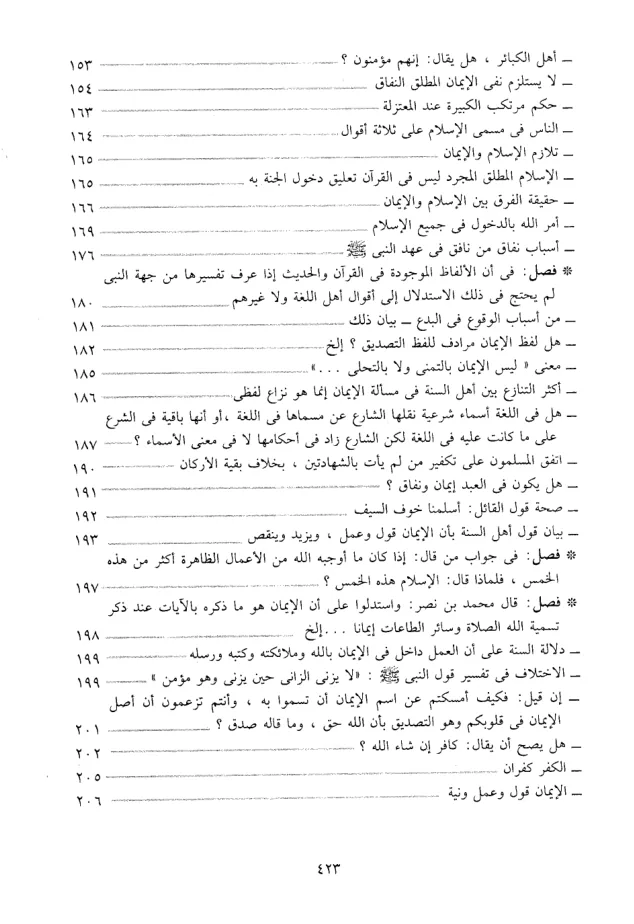 ـ أهل الكبائر ، هل يقال: إنهم مؤمنون ؟ ١٥٣
ـ لا يستلزم نفى الإيمان المطلق النفاق ١٥٤
ـ حكم مرتكب الكبيرة عند المعتزلة ١٦٣
ـ الناس فى مسمى الإسلام على ثلاثة أقوال ١٦٤
ـ تلازم الإسلام والإيمان ١٦٥
ـ الإسلام المطلق المجرد ليس فى القرآن تعليق دخول الجنة به ١٦٥
ـ حقيقة الفرق بين الإسلام والإيمان ١٦٦
ـ أمر الله بالدخول فى جميع الإسلام ١٦٩
ـ أسباب نفاق من نافق فى عهد النبى ﷺ ١٧٦
* فصل: فى أن الألفاظ الموجودة فى القرآن والحديث إذا عرف تفسيرها من جهة النبى
لم يحتج فى ذلك الاستدلال إلى أقوال أهل اللغة ولا غيرهم ١٨٠
ـ من أسباب الوقوع فى البدع ـ بيان ذلك ١٨١
ـ هل لفظ الإيمان مرادف للفظ التصديق ؟ إلخ ١٨٢
ـ معنى « ليس الإيمان بالتمنى ولا بالتحلى ...» ١٨٥
ـ أكثر التنازع بين أهل السنة فى مسألة الإيمان إنما هو نزاع لفظى ١٨٦
ـ هل فى اللغة أسماء شرعية نقلها الشارع عن مسماها فى اللغة ،أو أنها باقية فى الشرع
على ما كانت عليه فى اللغة لكن الشارع زاد فى أحكامها لا فى معنى الأسماء ؟ ١٨٧
ـ اتفق المسلمون على تكفير من لم يأت بالشهادتين ، بخلاف بقية الأركان ١٩٠
ـ هل يكون فى العبد إيمان ونفاق ؟ ١٩١
ـ صحة قول القائل: أسلمنا خوف السيف ١٩٢
ـ بيان قول أهل السنة بأن الإيمان قول وعمل ، ويزيد وينقص ١٩٣
* فصل: فى جواب من قال: إذا كان ما أوجبه الله من الأعمال الظاهرة أكثر من هذه
الخمس ، فلماذا قال: الإسلام هذه الخمس ؟ ١٩٧
* فصل: قال محمد بن نصر: واستدلوا على أن الإيمان هو ما ذكره بالآيات عند ذكر
تسمية الله الصلاة وسائر الطاعات إيمانا ...إلخ ١٩٨
ـ دلالة السنة على أن العمل داخل فى الإيمان بالله وملائكته وكتبه ورسله ١٩٩
ـ الاختلاف فى تفسير قول النبى ﷺ : «لا يزنى الزانى حين يزنى وهو مؤمن » ١٩٩
ـ إن قيل: فكيف أمسكتم عن اسم الإيمان أن تسموا به ، وأنتم تزعمون أن أصل
الإيمان فى قلوبكم وهو التصديق بأن الله حق ، وما قاله صدق ؟ ٢٠١
ـ هل يصح أن يقال: كافر إن شاء الله ؟ ٢٠٢
ـ الكفر كفران ٢٠٥
ـ الإيمان قول وعمل ونية ٢٠٦
٤٢٣